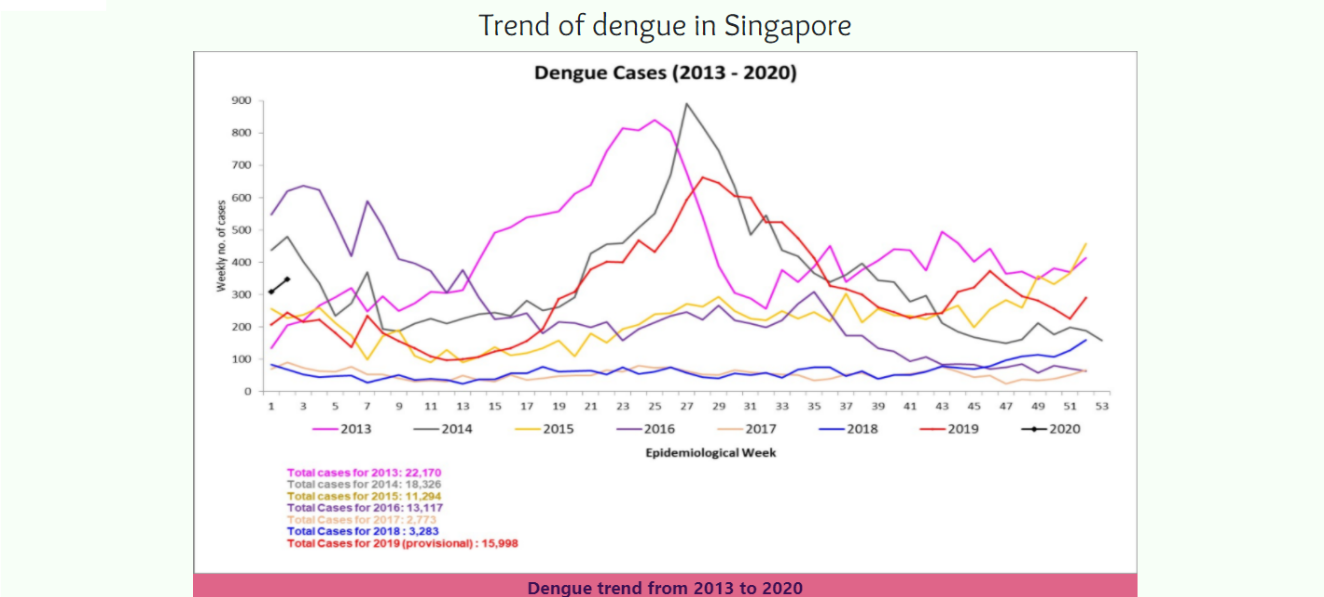 Trend of dengue in Singapore
Dengue Cases (2013 - 2020)
900
800
700
600
500
400
300
200
100
0
Weekly no. of cases
1 3 5 7 9 11 13 15 17 19 21 23 25 27 29 31 33 35 37 39 41 43 45 47 49 51 53
2013 2014 2015 2016 2017 2018 2019 2020
Epidemiological Week
Total cases for 2013: 22,170
Total cases for 2014: 18,326
Total cases for 2015: 11,294
Total Cases for 2016: 13,117
Total Cases for 2017: 2,773
Total Cases for 2018 : 3,283
Total Cases for 2019 (provisional) : 15,998
Dengue trend from 2013 to 2020